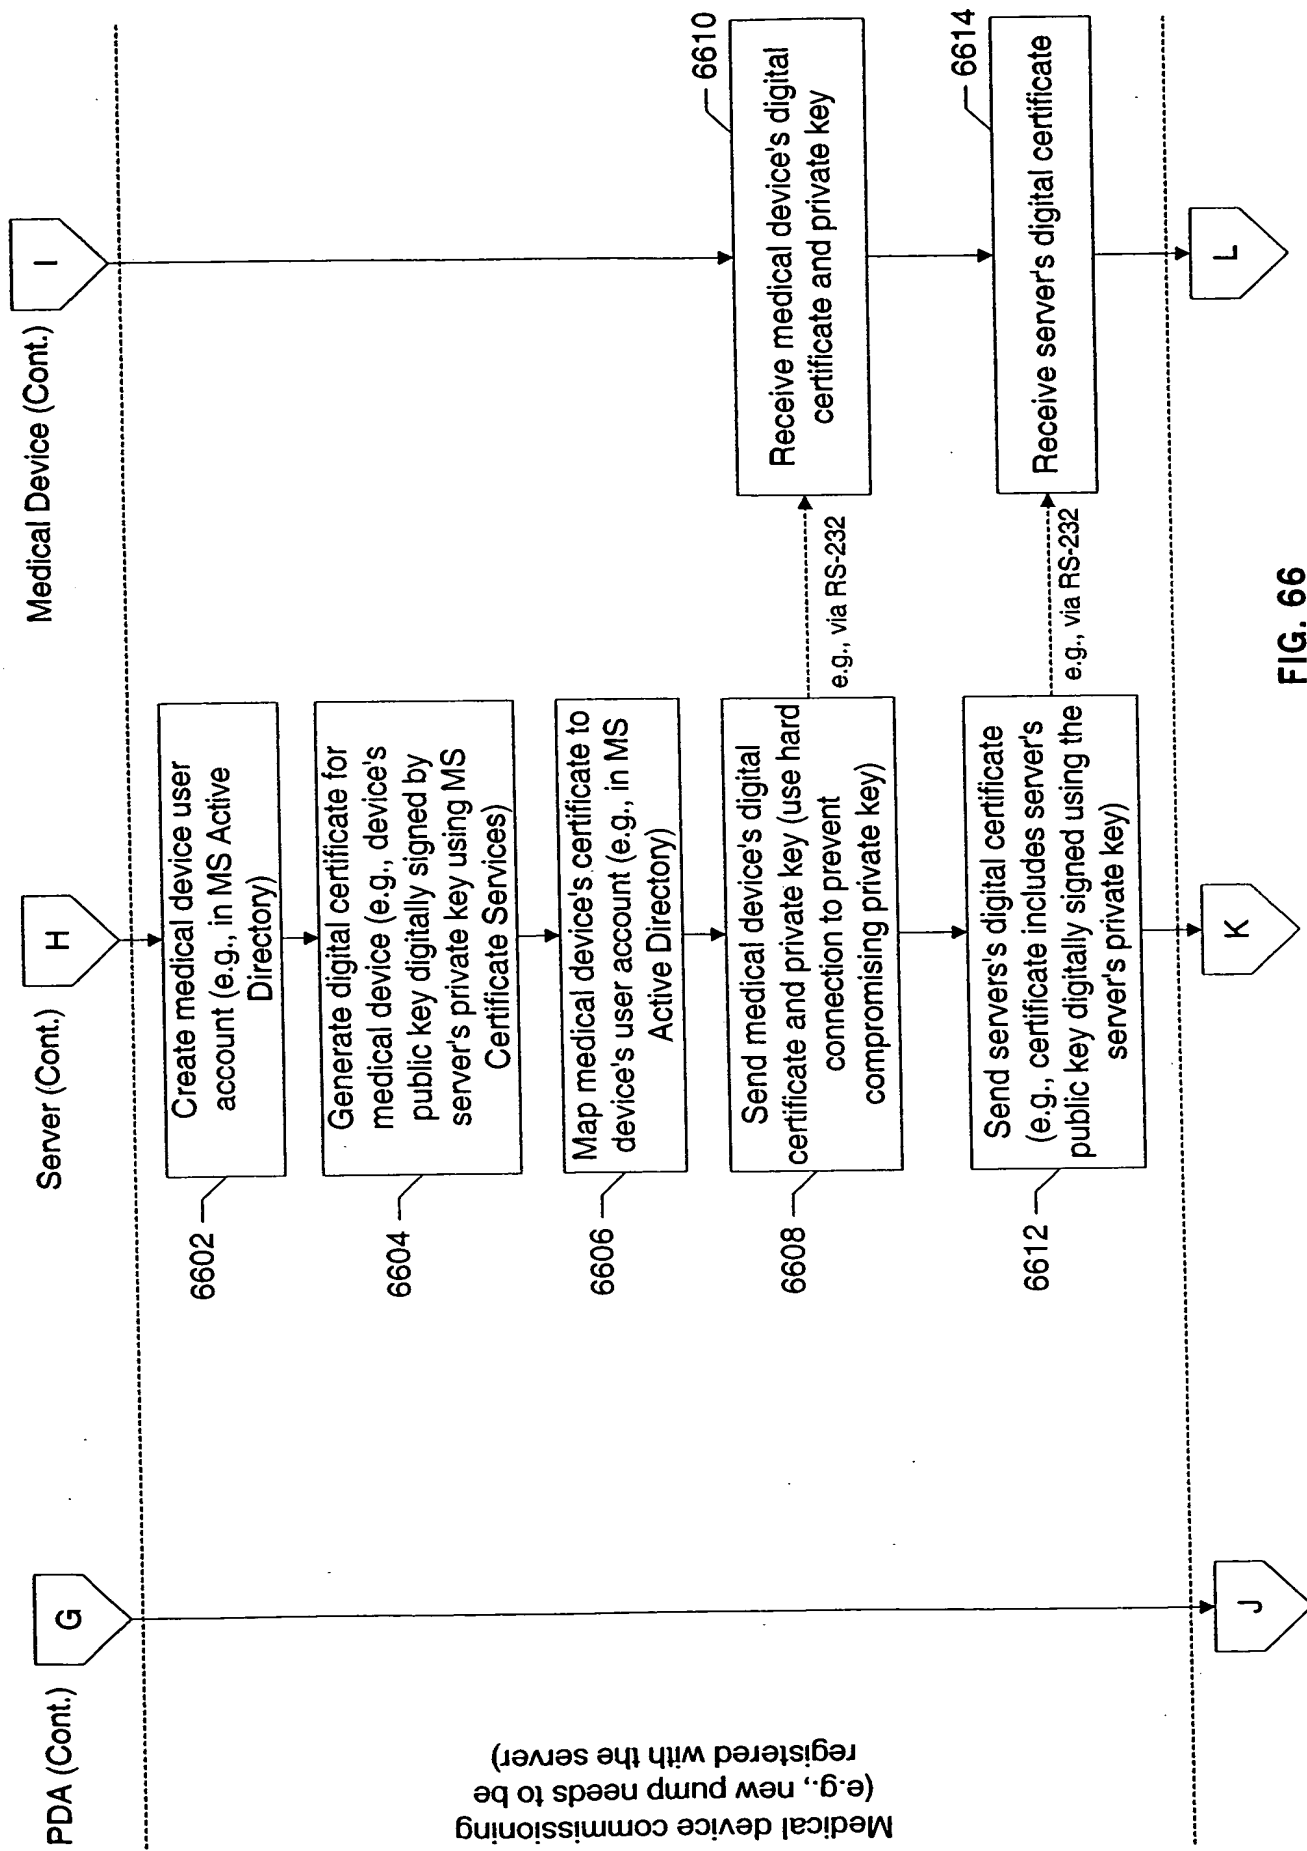 PDA (Cont.)
Server (Cont.)
Medical Device (Cont.)
G
H
I
Medical device commissioning
(e.g., new pump needs to be
registered with the server)
6602
Create medical device user
account (e.g., in MS Active
Directory)
6604
Generate digital certificate for
medical device (e.g., device's
public key digitally signed by
server's private key using MS
Certificate Services)
6606
Map medical device's certificate to
device's user account (e.g., in MS
Active Directory)
6608
Send medical device's digital
certificate and private key (use hard
connection to prevent
compromising private key)
e.g., via RS-232
6610
Receive medical device's digital
certificate and private key
6612
Send servers's digital certificate
(e.g., certificate includes server's
public key digitally signed using the
server's private key)
e.g., via RS-232
6614
Receive server's digital certificate
J
K
L
FIG. 66